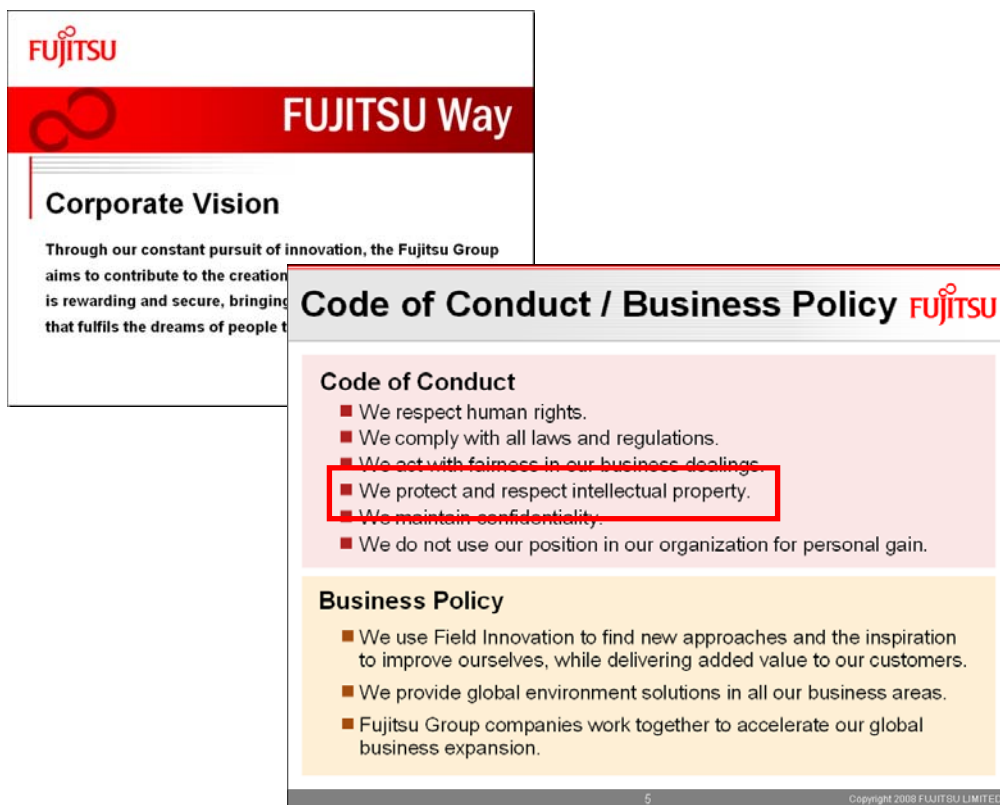 FUJITSU
FUJITSU Way
Corporate Vision
Through our constant pursuit of innovation, the Fujitsu Group
aims to contribute to the creation
is rewarding and secure, bringing
that fulfils the dreams of people t
Code of Conduct / Business Policy FUJITSU
Code of Conduct
We respect human rights.
We comply with all laws and regulations.
We act with fairness in our business dealings.
We protect and respect intellectual property.
We maintain confidentiality.
We do not use our position in our organization for personal gain.
Business Policy
We use Field Innovation to find new approaches and the inspiration
to improve ourselves, while delivering added value to our customers.
We provide global environment solutions in all our business areas.
Fujitsu Group companies work together to accelerate our global
business expansion.
5
Copyright 2008 FUJITSU LIMITED